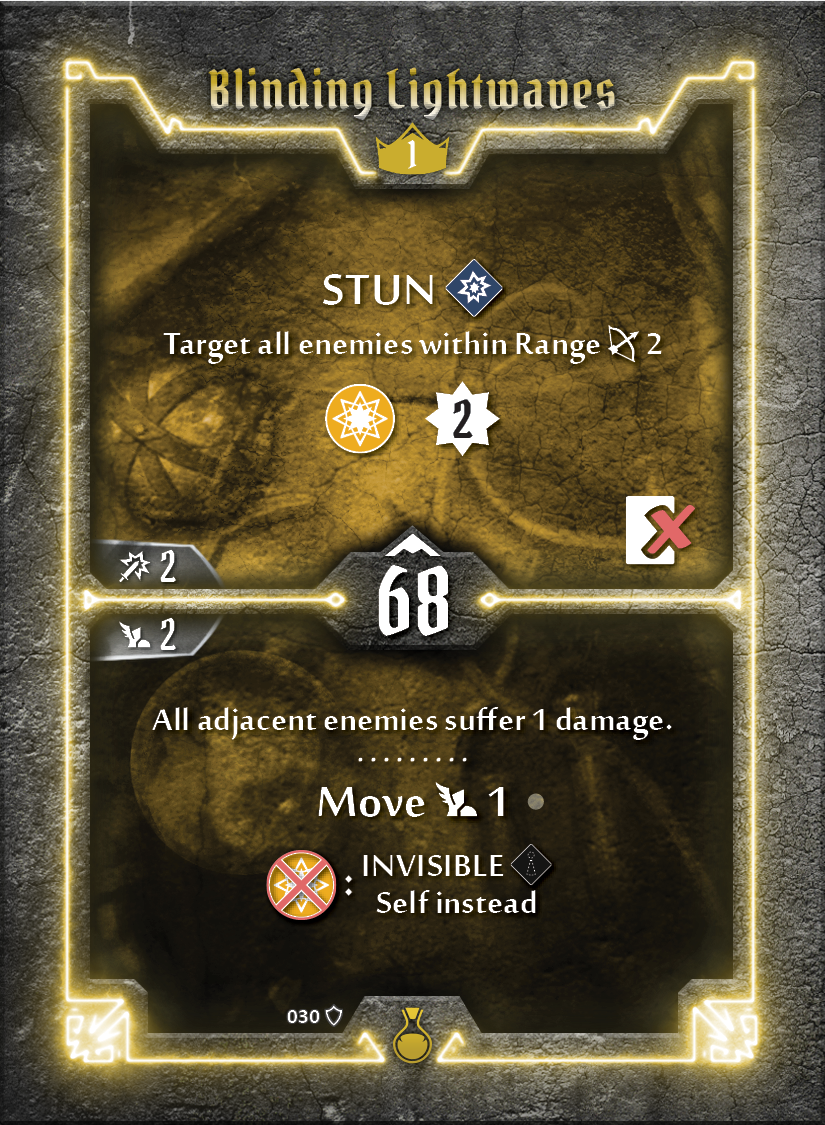 Blinding Lightwaves
1
STUN
Target all enemies within Range 2
2
2
68
2
All adjacent enemies suffer 1 damage.
Move 1
:
INVISIBLE
Self instead
030